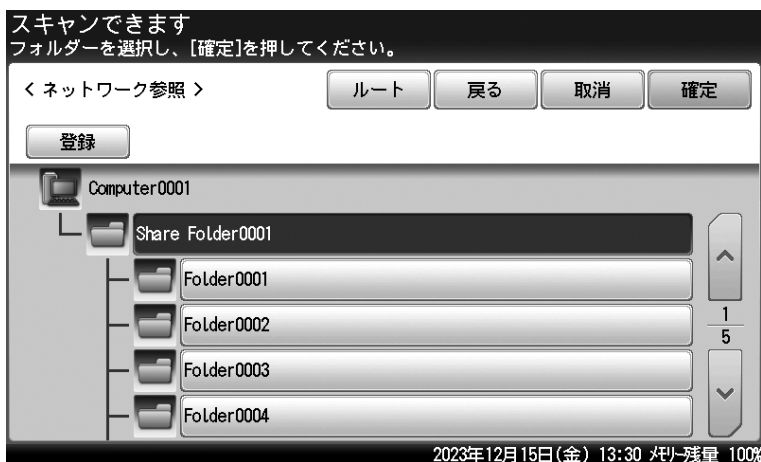 スキャンできます
フォルダーを選択し、[確定]を押してください。
< ネットワーク参照 > ルート 戻る 取消 確定
登録
Computer0001
Share Folder0001
Folder0001
Folder0002
1
5
Folder0003
Folder0004
2023年12月15日(金) 13:30 メモリー残量 100%